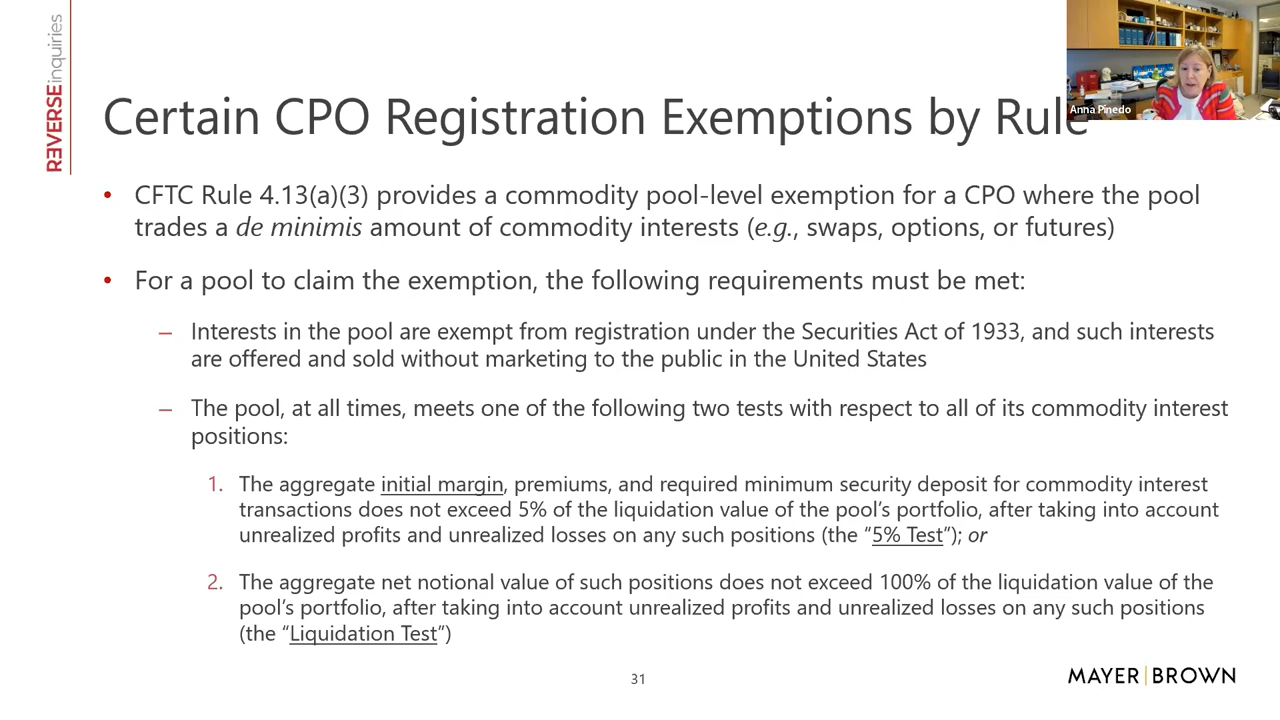 REVERSEinquiries
Anna Pinedo
Certain CPO Registration Exemptions by Rule
• CFTC Rule 4.13(a)(3) provides a commodity pool-level exemption for a CPO where the pool
trades a de minimis amount of commodity interests (e.g., swaps, options, or futures)
• For a pool to claim the exemption, the following requirements must be met:
– Interests in the pool are exempt from registration under the Securities Act of 1933, and such interests
are offered and sold without marketing to the public in the United States
– The pool, at all times, meets one of the following two tests with respect to all of its commodity interest
positions:
1. The aggregate initial margin, premiums, and required minimum security deposit for commodity interest
transactions does not exceed 5% of the liquidation value of the pool's portfolio, after taking into account
unrealized profits and unrealized losses on any such positions (the "5% Test"); or
2. The aggregate net notional value of such positions does not exceed 100% of the liquidation value of the
pool's portfolio, after taking into account unrealized profits and unrealized losses on any such positions
(the "Liquidation Test")
31
MAYER|BROWN